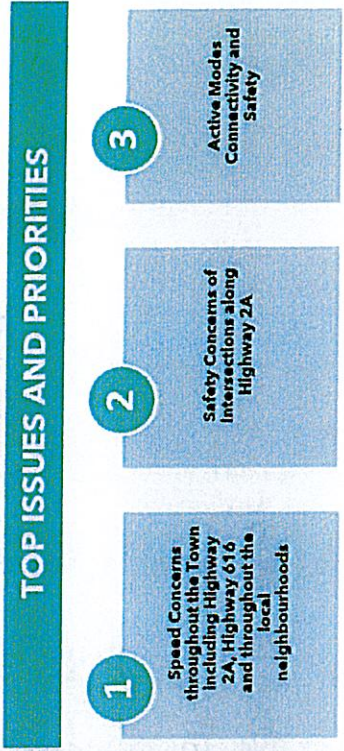 TOP ISSUES AND PRIORITIES
1
Speed Concerns
throughout the Town
including Highway
2A, Highway 616
and throughout the
local
neighbourhoods
2
Safety Concerns of
Intersections along
Highway 2A
3
Active Modes
Connectivity and
Safety